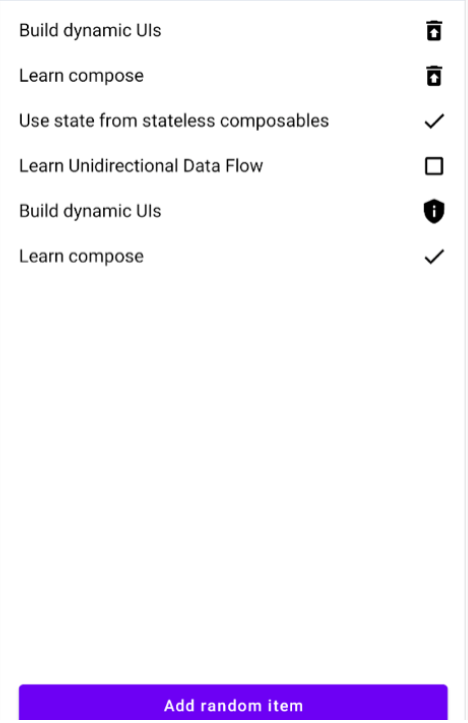 Build dynamic UIs
Learn compose
Use state from stateless composables
Learn Unidirectional Data Flow
Build dynamic UIs
Learn compose
Add random item